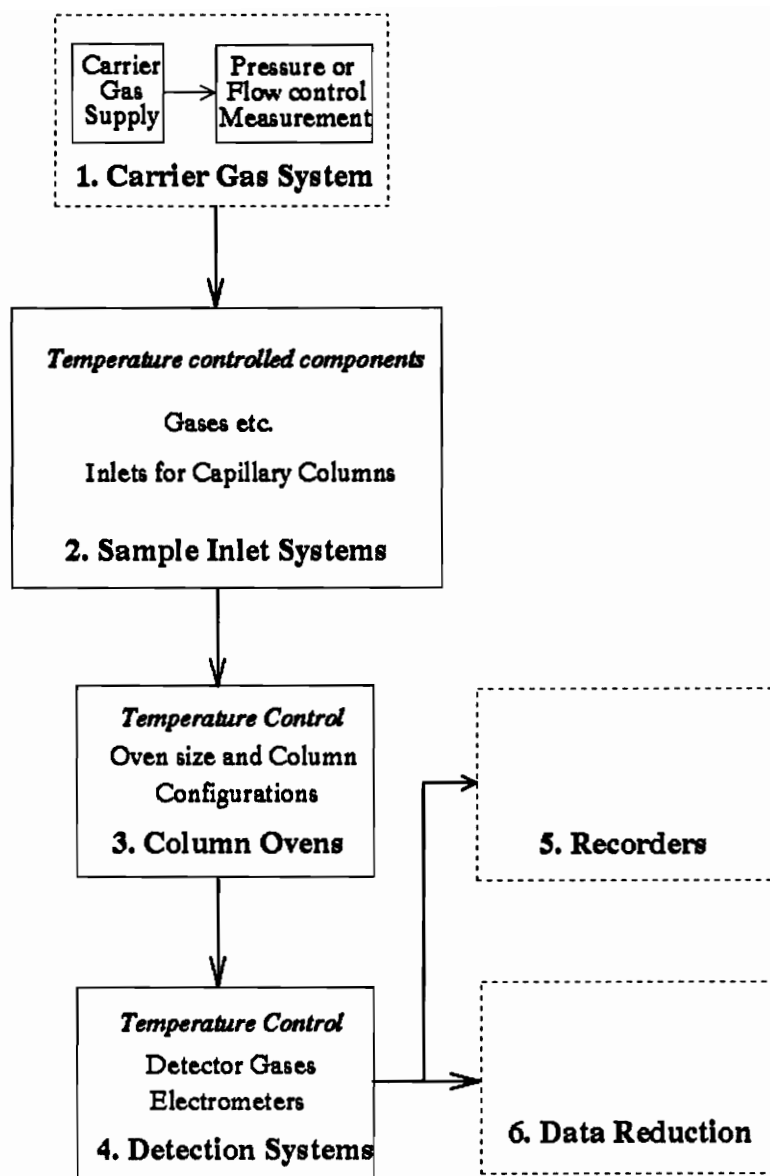 Carrier
Gas
Supply
Pressure or
Flow control
Measurement
1. Carrier Gas System
Temperature controlled components
Gases etc.
Inlets for Capillary Columns
2. Sample Inlet Systems
Temperature Control
Oven size and Column
Configurations
3. Column Ovens
Temperature Control
Detector Gases
Electrometers
4. Detection Systems
5. Recorders
6. Data Reduction